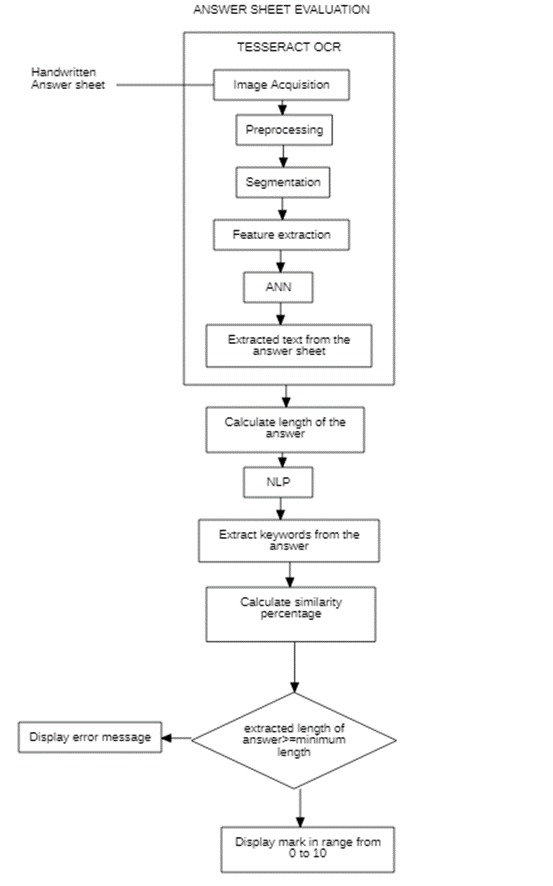 ANSWER SHEET EVALUATION
TESSERACT OCR
Handwritten
Answer sheet
Image Acquisition
Preprocessing
Segmentation
Feature extraction
ANN
Extracted text from the
answer sheet
Calculate length of the
answer
NLP
Extract keywords from the
answer
Calculate similarity
percentage
extracted length of
answer>=minimum
length
Display error message
Display mark in range from
0 to 10